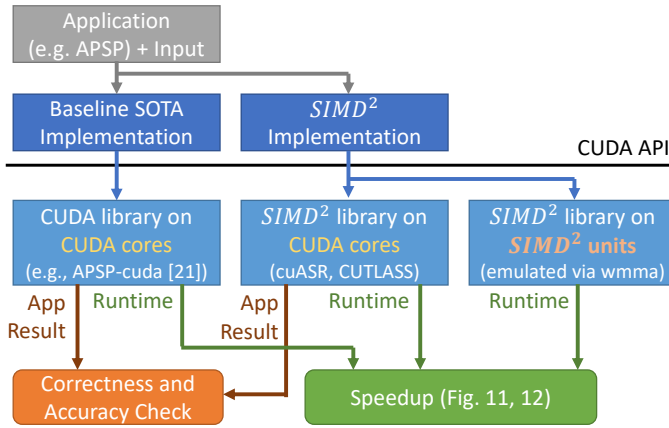 Application
(e.g. APSP) + Input
Baseline SOTA
Implementation
SIMD²
Implementation
CUDA API
CUDA library on
CUDA cores
(e.g., APSP-cuda [21])
SIMD² library on
CUDA cores
(cuASR, CUTLASS)
SIMD² library on
SIMD² units
(emulated via wmma)
App
Result
Runtime
App
Result
Runtime
Runtime
Correctness and
Accuracy Check
Speedup (Fig. 11, 12)